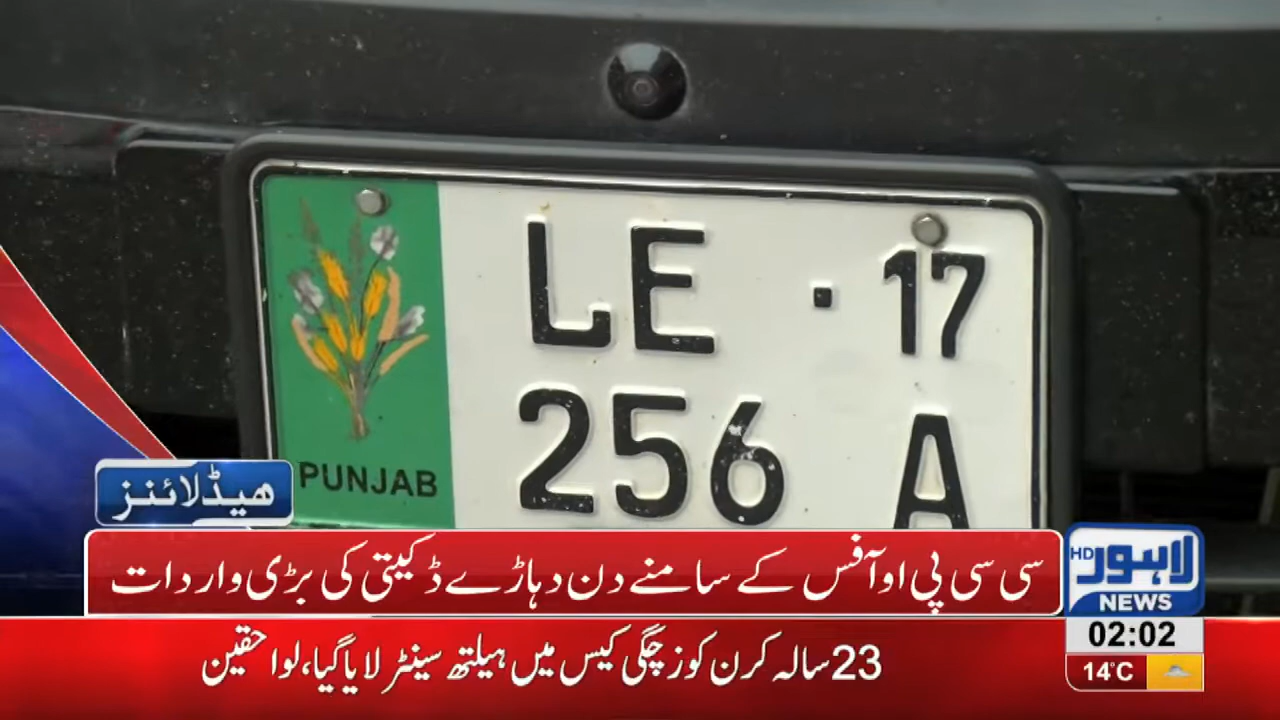 LE · 17
256 A
PUNJAB
ھیڈلائنز
سی سی پی او آفس کے سامنے دن دہاڑے ڈکیتی کی بڑی واردات
لاہور HD
NEWS
02:02
23 سالہ کرن کو زچگی کیس میں ہیلتھ سینٹر لایا گیا، لواحقین
14°C